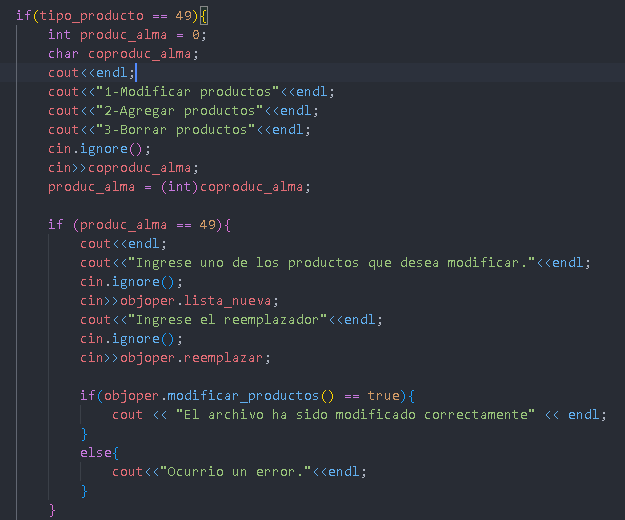 if(tipo_producto == 49){
int produc_alma = 0;
char coproduc_alma;
cout<<endl;
cout<<"1-Modificar productos"<<endl;
cout<<"2-Agregar productos"<<endl;
cout<<"3-Borrar productos"<<endl;
cin.ignore();
cin>>coproduc_alma;
produc_alma = (int)coproduc_alma;
if (produc_alma == 49){
cout<<endl;
cout<<"Ingrese uno de los productos que desea modificar."<<endl;
cin.ignore();
cin>>objoper.lista_nueva;
cout<<"Ingrese el reemplazador"<<endl;
cin.ignore();
cin>>objoper.reemplazar;
if(objoper.modificar_productos() == true){
cout << "El archivo ha sido modificado correctamente" << endl;
}
else{
cout<<"Ocurrio un error."<<endl;
}
}